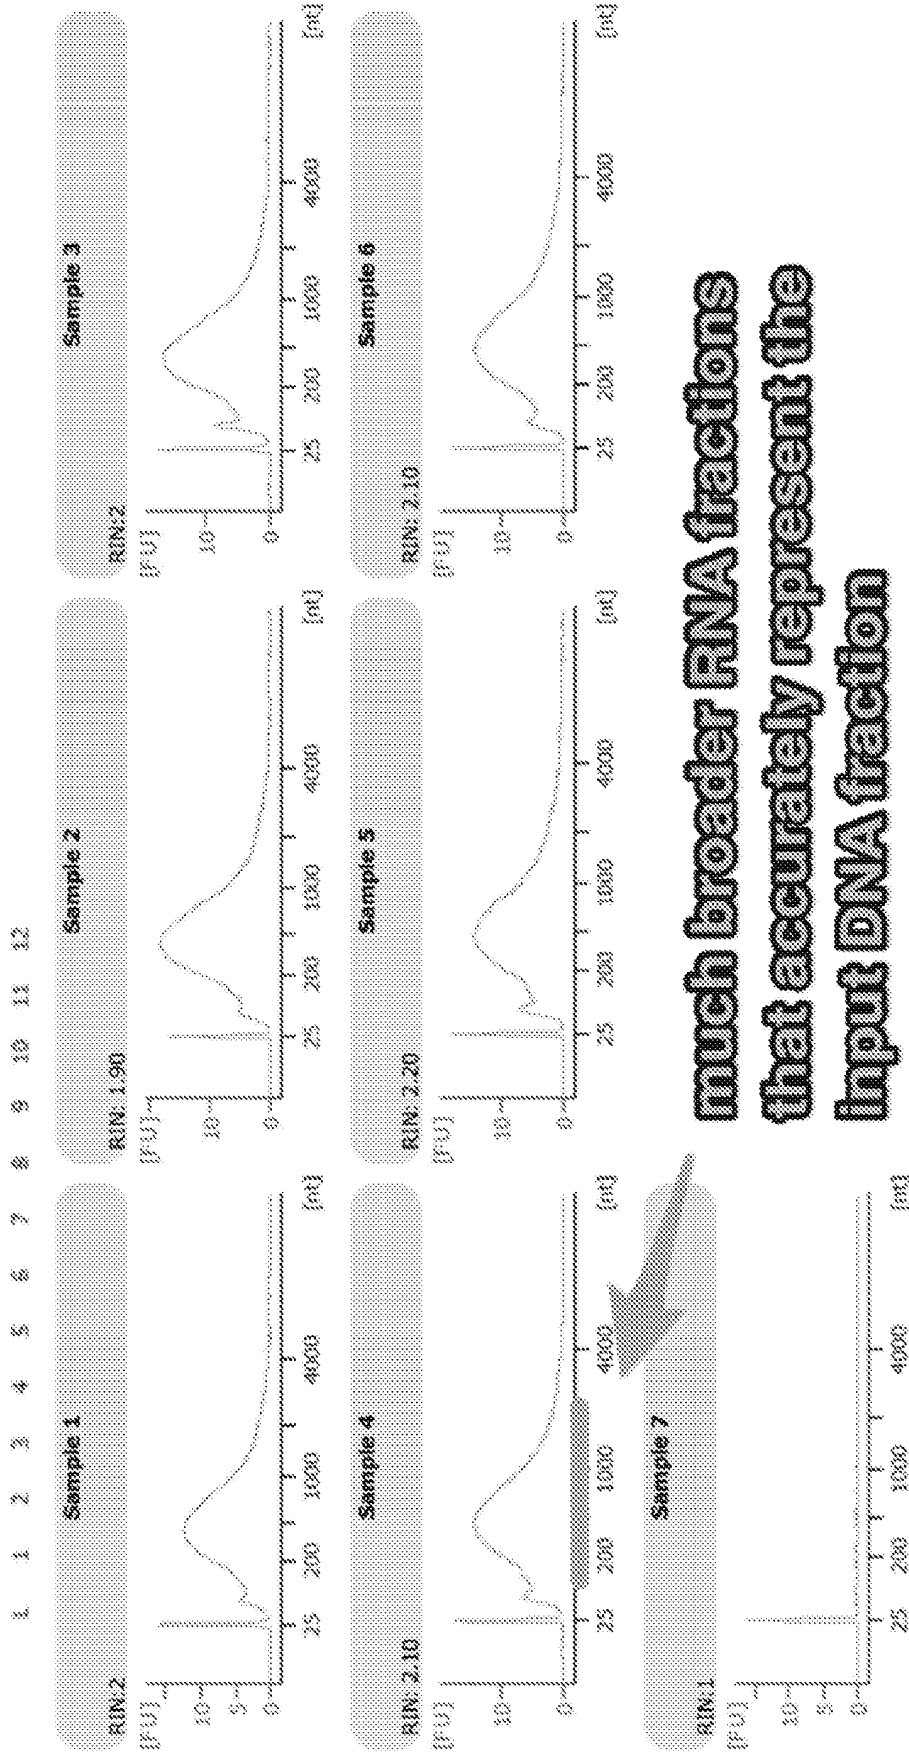 L 1 2 3 4 5 6 7 8 9 10 11 12
Sample 1
RIN:2
[FU]
10
5
0
25 200 1000 4000 [nt]
Sample 2
RIN: 1.90
[FU]
10
0
25 200 1000 4000 [nt]
Sample 3
RIN:2
[FU]
10
0
25 200 1000 4000 [nt]
Sample 4
RIN: 2.10
[FU]
10
0
25 200 1000 4000 [nt]
Sample 5
RIN: 2.20
[FU]
10
0
25 200 1000 4000 [nt]
Sample 6
RIN: 2.10
[FU]
10
0
25 200 1000 4000 [nt]
Sample 7
RIN:1
[FU]
10
5
0
25 200 1000 4000 [nt]
much broader RNA fractions
that accurately represent the
input DNA fraction